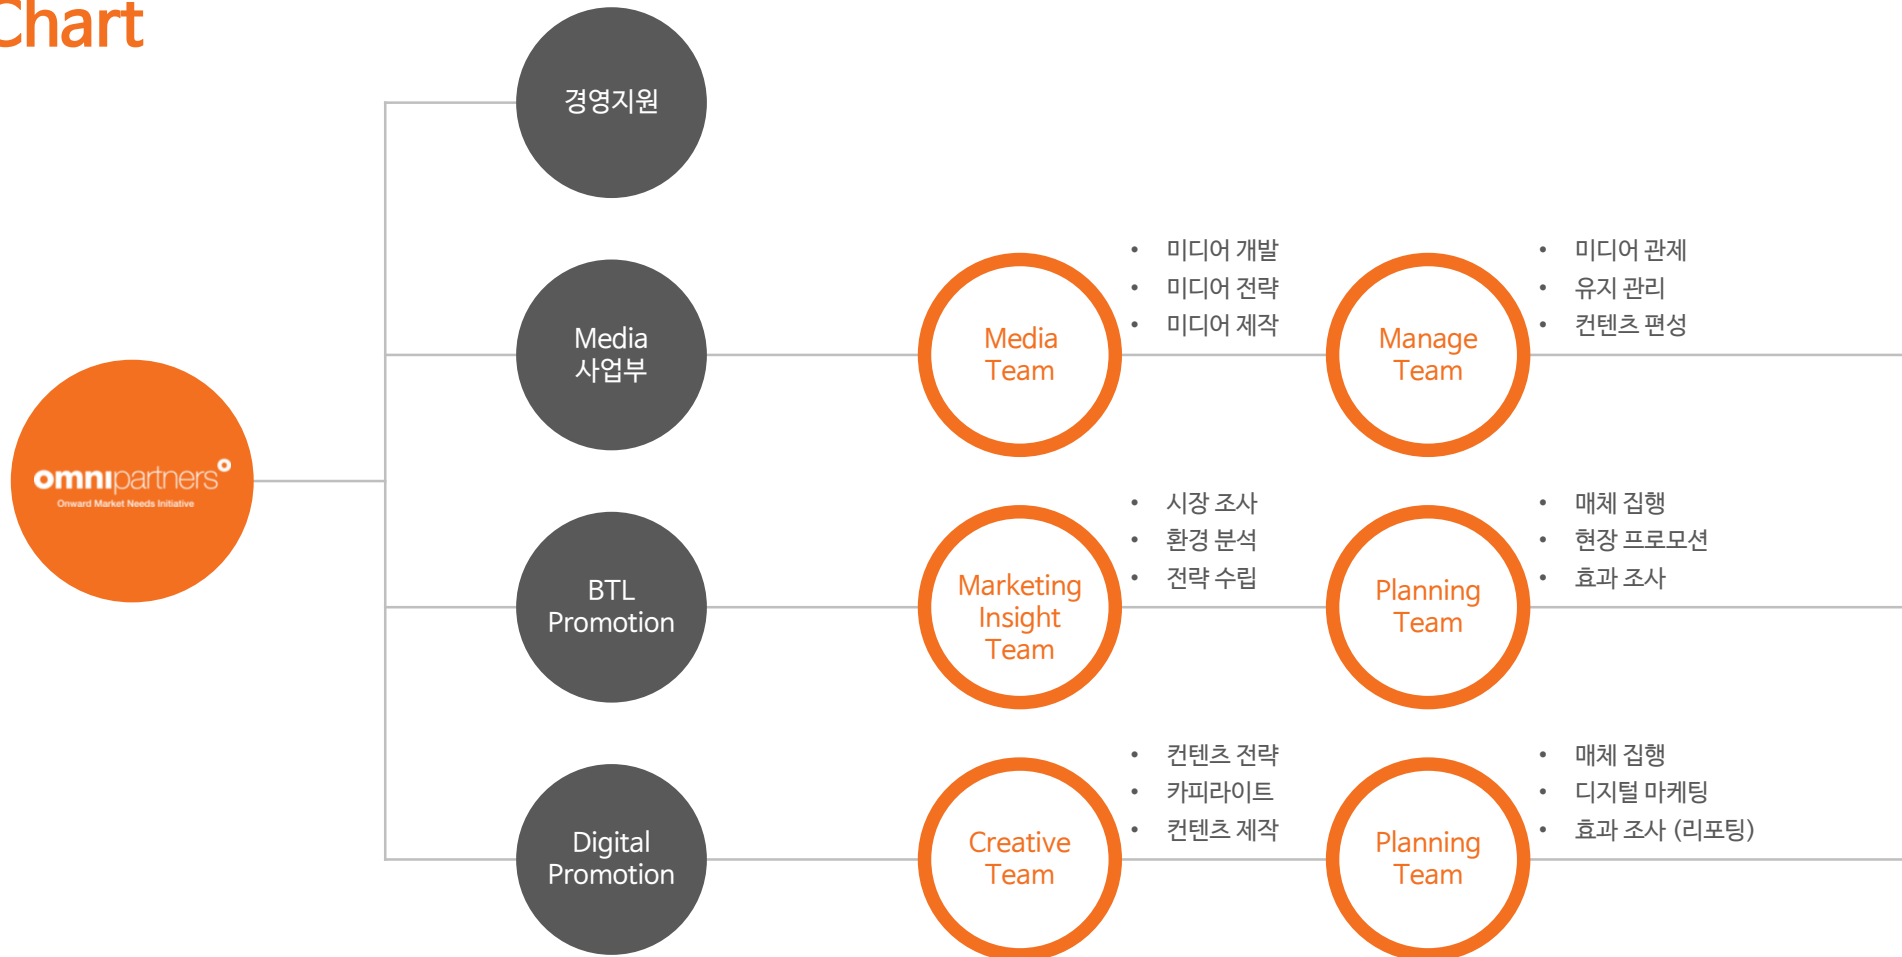 Chart
경영지원
Media
사업부
Media
Team
• 미디어 개발
• 미디어 전략
• 미디어 제작
Manage
Team
• 미디어 관제
• 유지 관리
• 컨텐츠 편성
omnipartners
Onward Market Needs Initiative
BTL
Promotion
Marketing
Insight
Team
• 시장 조사
• 환경 분석
• 전략 수립
Planning
Team
• 매체 집행
• 현장 프로모션
• 효과 조사
Digital
Promotion
Creative
Team
• 컨텐츠 전략
• 카피라이트
• 컨텐츠 제작
Planning
Team
• 매체 집행
• 디지털 마케팅
• 효과 조사 (리포팅)